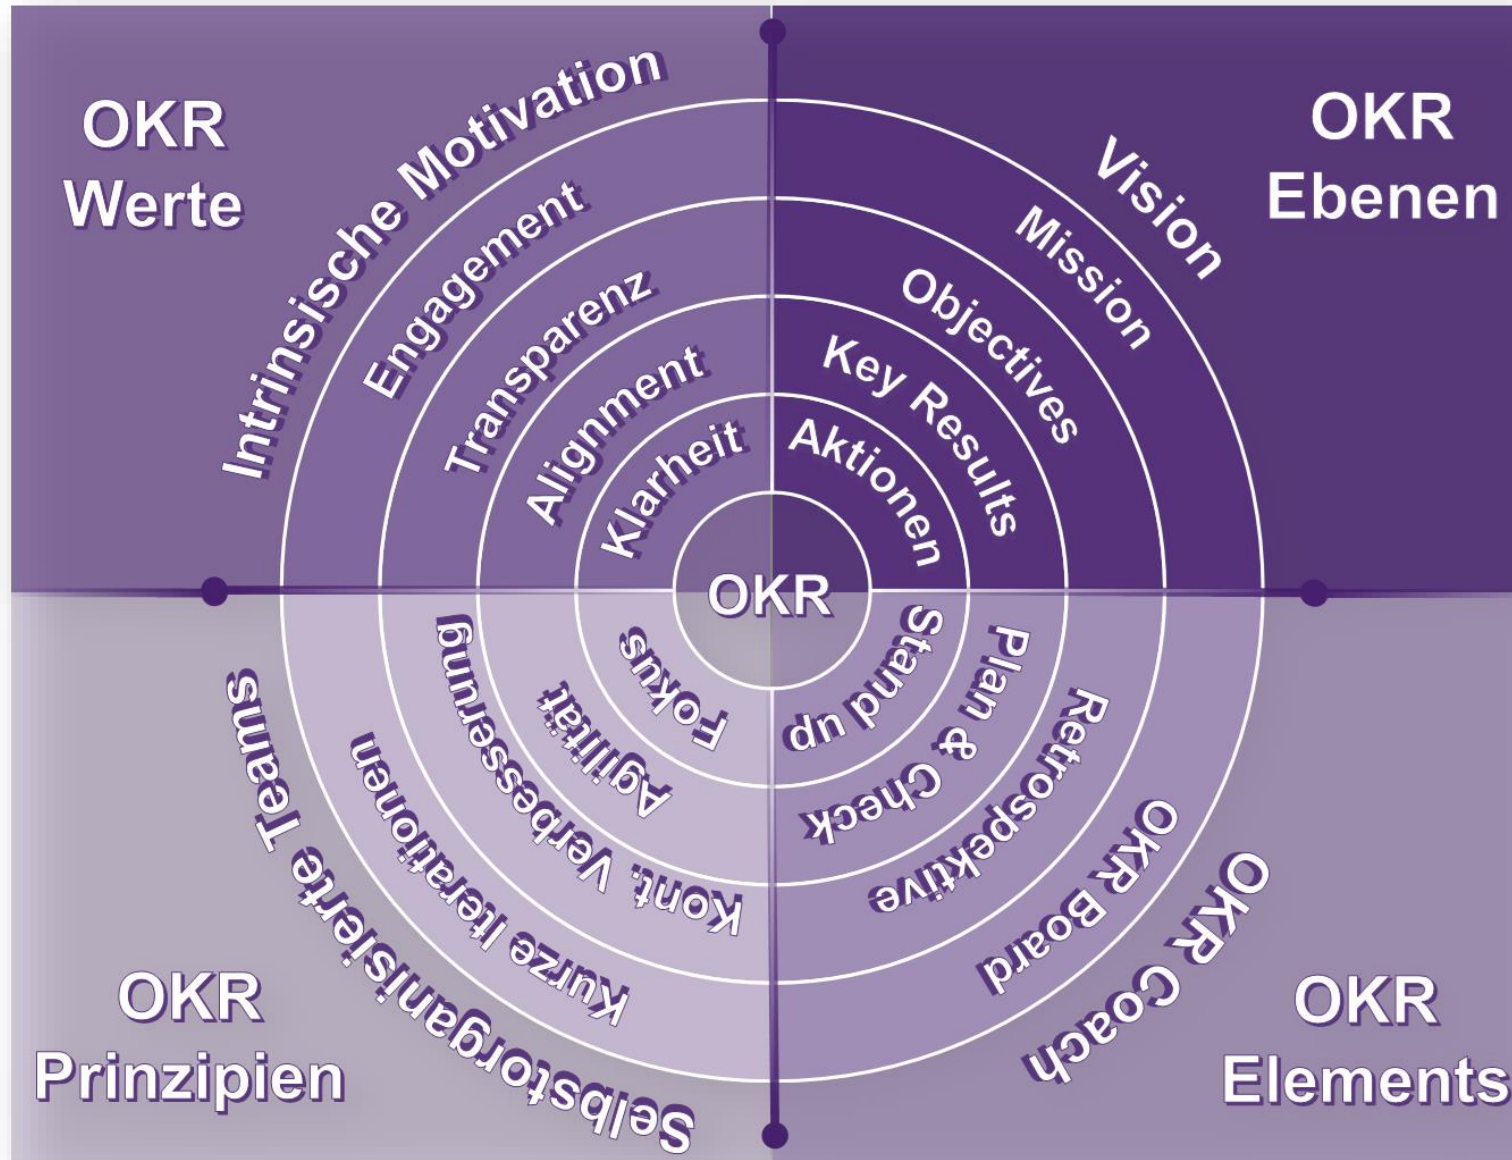 OKR
Werte
Intrinsische Motivation
Engagement
Transparenz
Alignment
Klarheit
OKR
Ebenen
Vision
Mission
Objectives
Key Results
Aktionen
OKR
Fokus
Agilität
Kont. Verbesserung
Kurze Iterationen
Selbstorganisierte Teams
OKR
Prinzipien
Stand up
Plan & Check
Retrospektive
OKR Board
OKR Coach
OKR
Elements